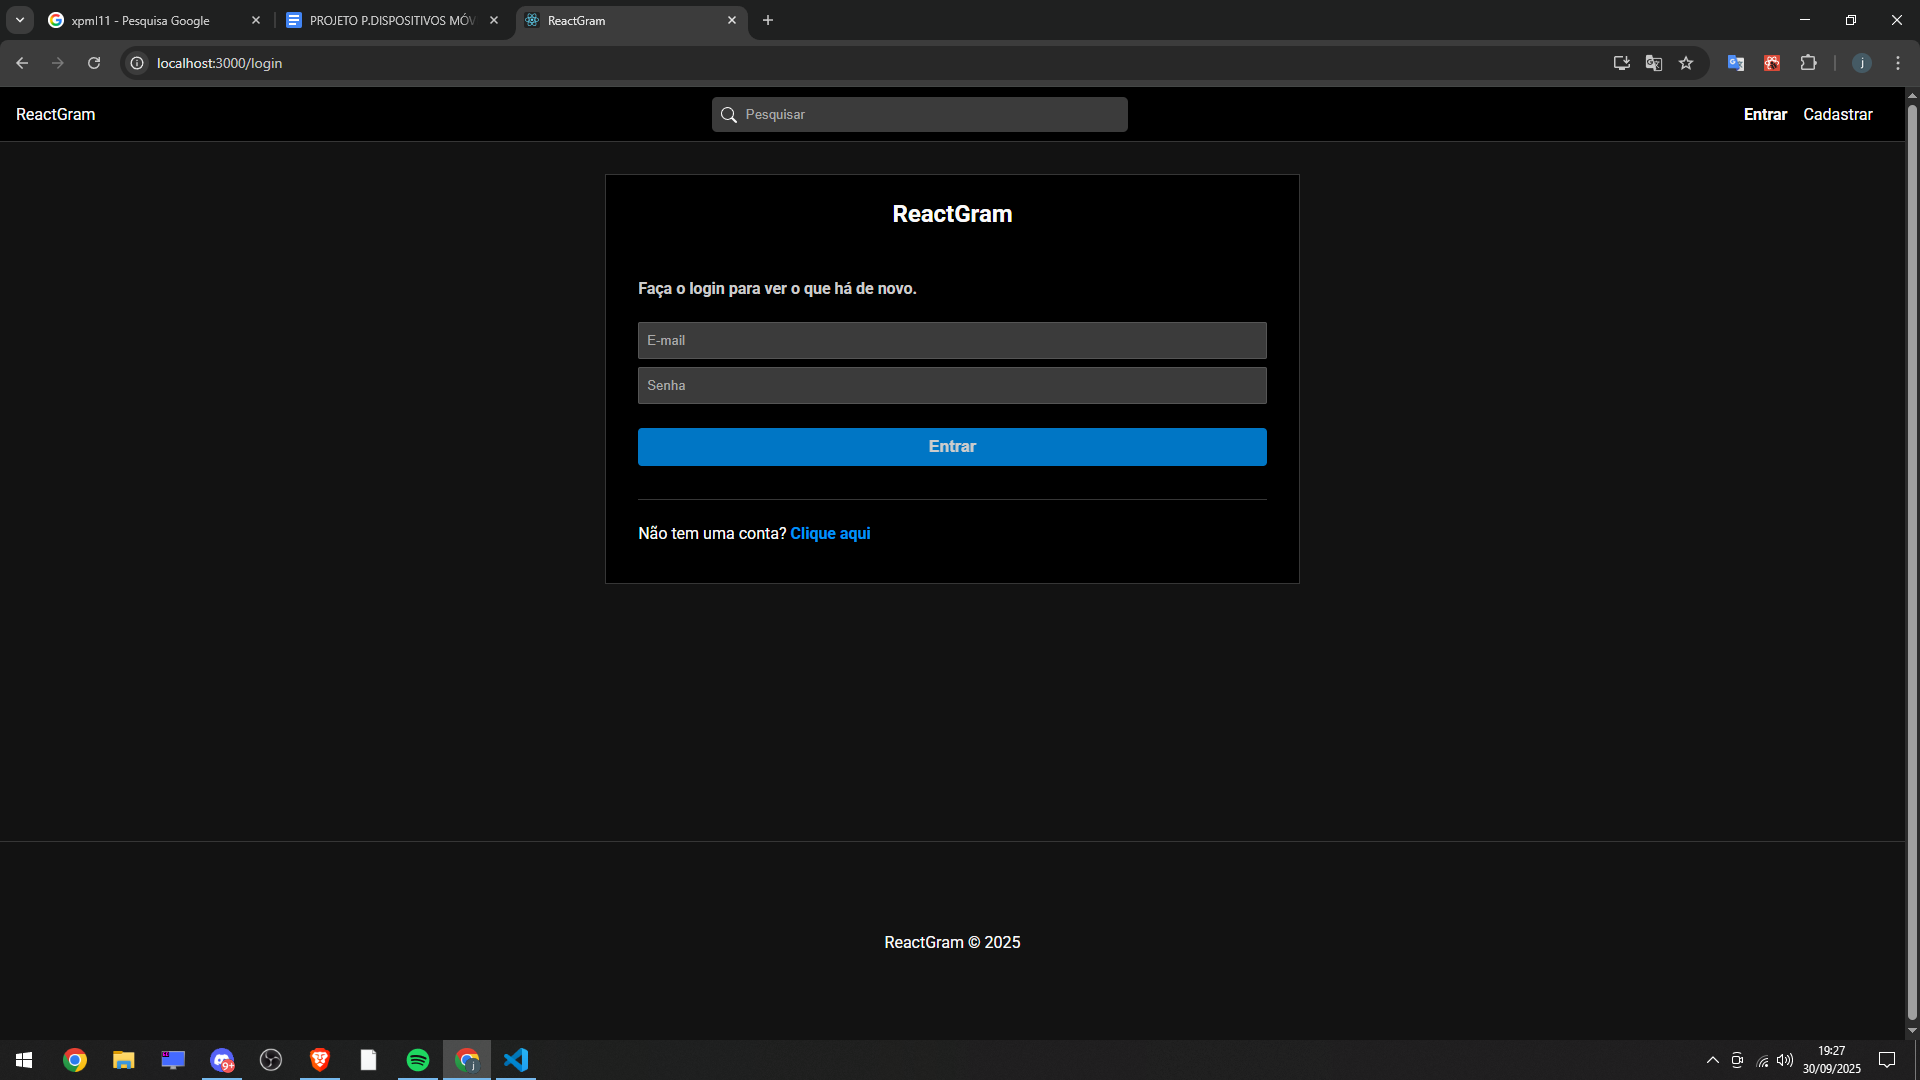 xpml11 - Pesquisa Google
PROJETO P.DISPOSITIVOS MÓV
ReactGram
localhost:3000/login
j
ReactGram
Pesquisar
Entrar
Cadastrar
ReactGram
Faça o login para ver o que há de novo.
E-mail
Senha
Entrar
Não tem uma conta? Clique aqui
ReactGram © 2025
9+
j
19:27
30/09/2025